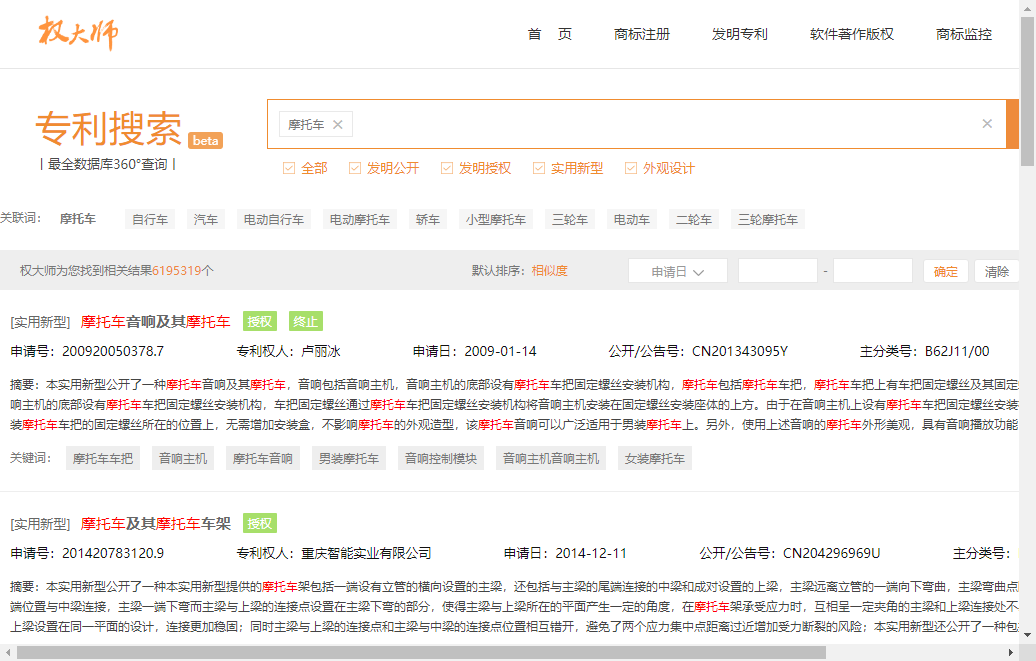 权大师
首 页 商标注册 发明专利 软件著作版权 商标监控
专利搜索 beta
最全数据库360°查询
摩托车 × ×
全部 发明公开 发明授权 实用新型 外观设计
关联词： 摩托车 自行车 汽车 电动自行车 电动摩托车 轿车 小型摩托车 三轮车 电动车 二轮车 三轮摩托车
权大师为您找到相关结果6195319个 默认排序：相似度 申请日 - 确定 清除
[实用新型] 摩托车音响及其摩托车 授权 终止
申请号：200920050378.7 专利权人：卢丽冰 申请日：2009-01-14 公开/公告号：CN201343095Y 主分类号：B62J11/00
摘要：本实用新型公开了一种摩托车音响及其摩托车，音响包括音响主机，音响主机的底部设有摩托车车把固定螺丝安装机构，摩托车包括摩托车车把，摩托车车把上有车把固定螺丝及其固定
响主机的底部设有摩托车车把固定螺丝安装机构，车把固定螺丝通过摩托车车把固定螺丝安装机构将音响主机安装在固定螺丝安装座体的上方。由于在音响主机上设有摩托车车把固定螺丝安装
装摩托车车把的固定螺丝所在的位置上，无需增加安装盒，不影响摩托车的外观造型，该摩托车音响可以广泛适用于男装摩托车上。另外，使用上述音响的摩托车外形美观，具有音响播放功能
关键词： 摩托车车把 音响主机 摩托车音响 男装摩托车 音响控制模块 音响主机音响主机 女装摩托车
[实用新型] 摩托车及其摩托车车架 授权
申请号：201420783120.9 专利权人：重庆智能实业有限公司 申请日：2014-12-11 公开/公告号：CN204296969U 主分类号：
摘要：本实用新型公开了一种本实用新型提供的摩托车架包括一端设有立管的横向设置的主梁，还包括与主梁的尾端连接的中梁和成对设置的上梁，主梁远离立管的一端向下弯曲，主梁弯曲点
端位置与中梁连接，主梁一端下弯而主梁与上梁的连接点设置在主梁下弯的部分，使得主梁与上梁所在的平面产生一定的角度，在摩托车架承受应力时，互相呈一定夹角的主梁和上梁连接处不
上梁设置在同一平面的设计，连接更加稳固；同时主梁与上梁的连接点和主梁与中梁的连接点位置相互错开，避免了两个应力集中点距离过近增加受力断裂的风险；本实用新型还公开了一种包